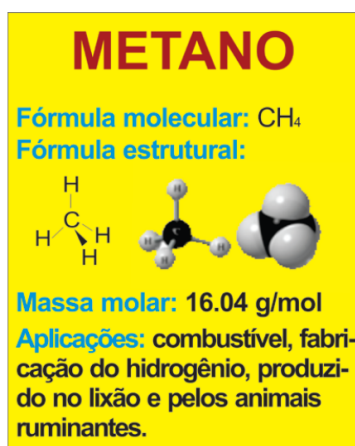 METANO
Fórmula molecular: CH₄
Fórmula estrutural:
H
C
H H
H
H
C
H
H
H
Massa molar: 16.04 g/mol
Aplicações: combustível, fabri-
cação do hidrogênio, produzi-
do no lixão e pelos animais
ruminantes.